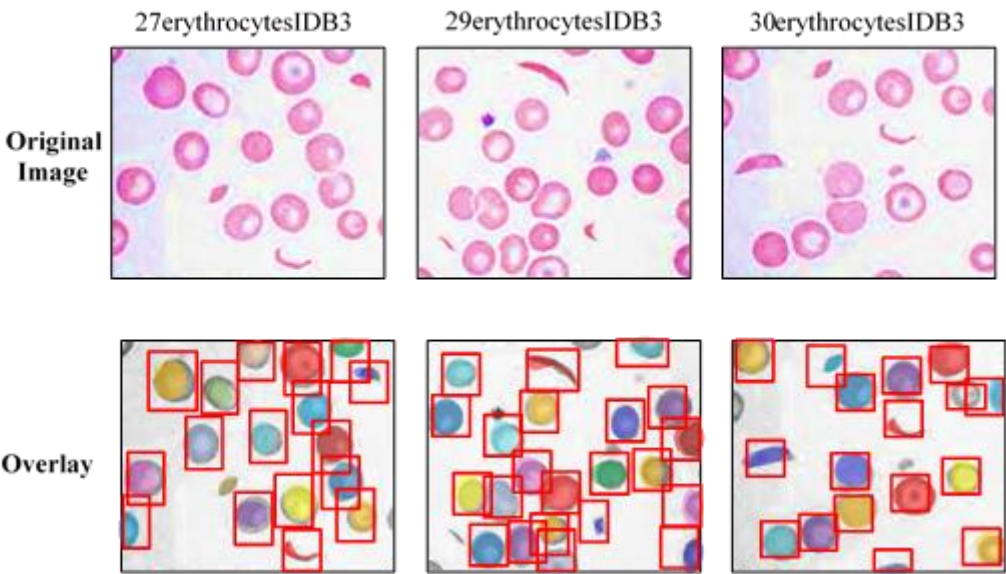 27erythrocytesIDB3
29erythrocytesIDB3
30erythrocytesIDB3
Original
Image
Overlay